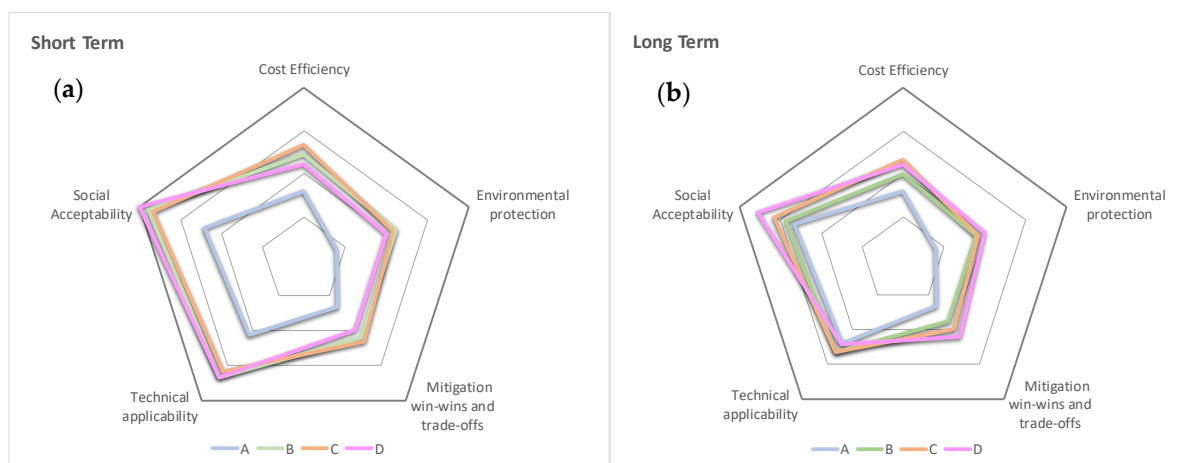 Short Term
(a)
Cost Efficiency
Social
Acceptability
Environmental
protection
Technical
applicability
Mitigation
win-wins and
trade-offs
A B C D
Long Term
(b)
Cost Efficiency
Social
Acceptability
Environmental
protection
Technical
applicability
Mitigation
win-wins and
trade-offs
A B C D